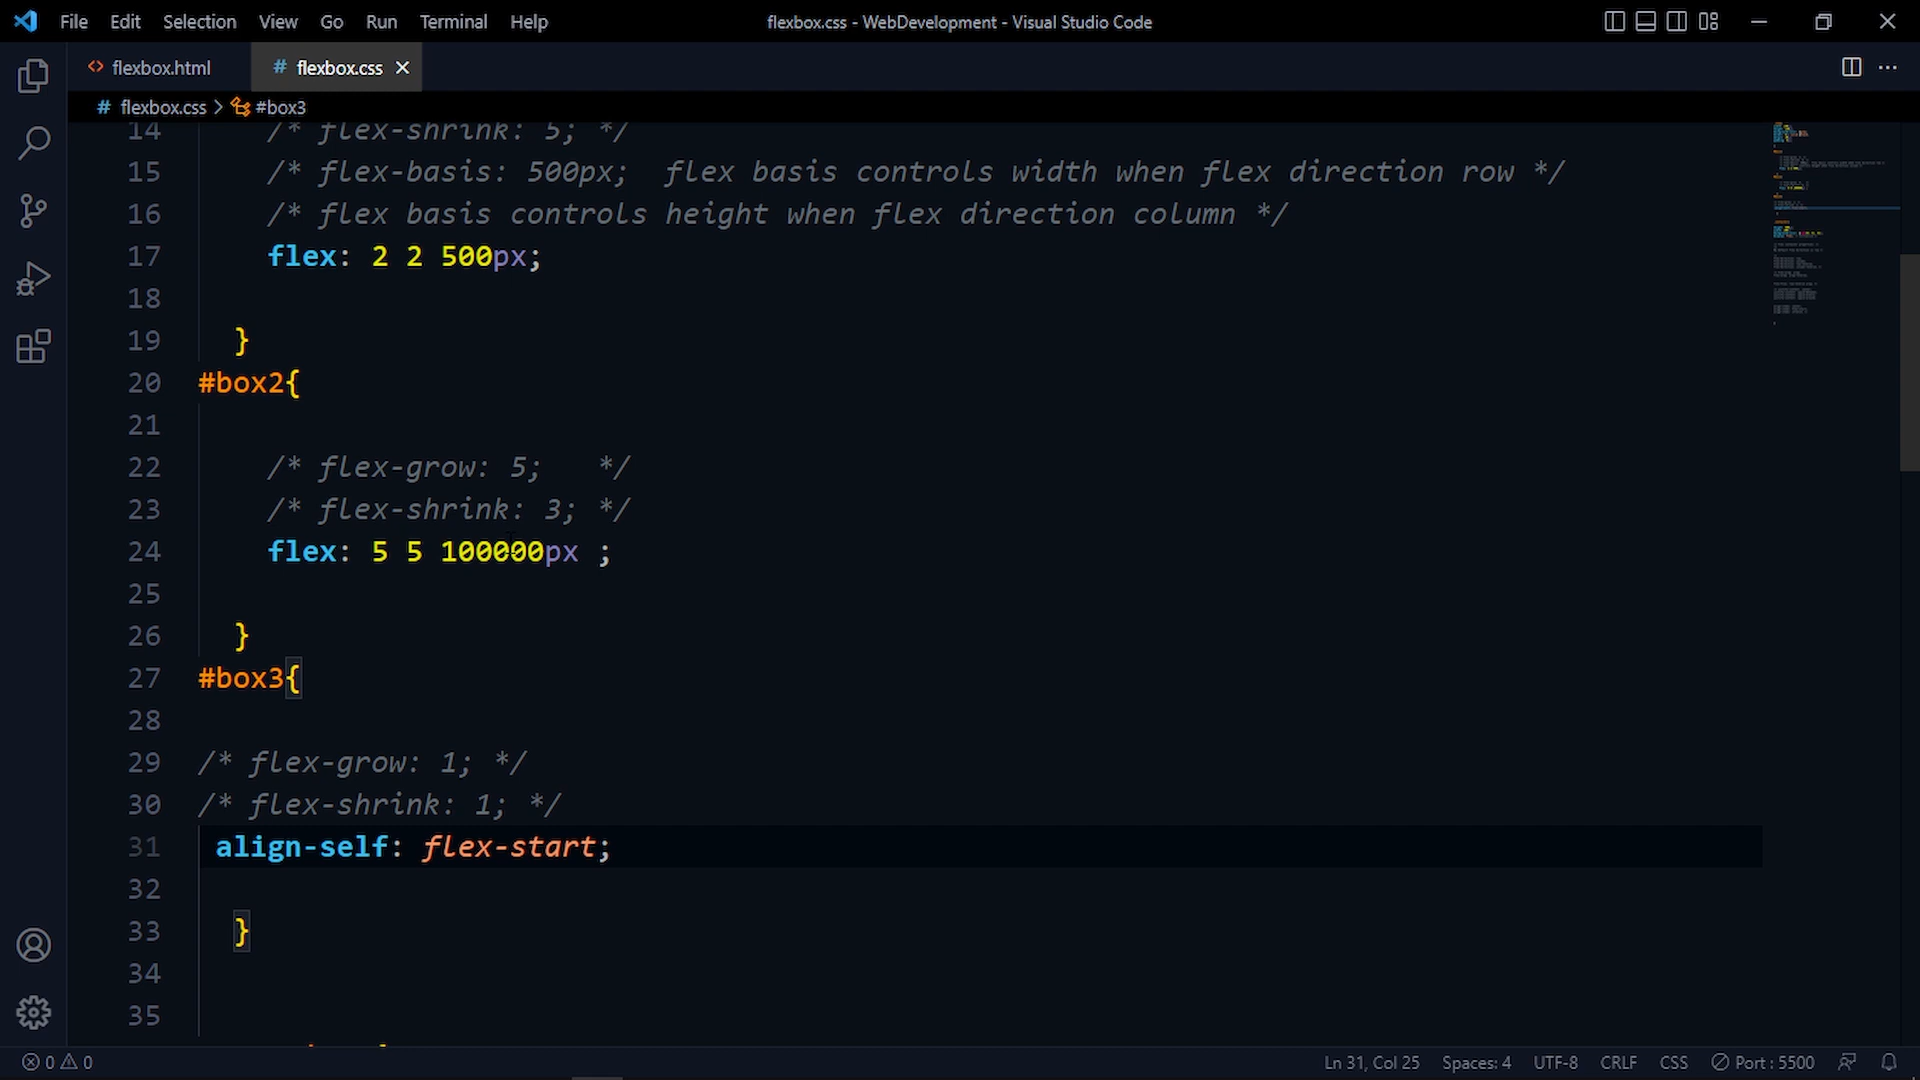 File Edit Selection View Go Run Terminal Help flexbox.css - WebDevelopment - Visual Studio Code
<> flexbox.html # flexbox.css
# flexbox.css > #box3
14 /* flex-shrink: 5; */
15 /* flex-basis: 500px;  flex basis controls width when flex direction row */
16 /* flex basis controls height when flex direction column */
17 flex: 2 2 500px;
18
19 }
20 #box2{
21
22 /* flex-grow: 5;   */
23 /* flex-shrink: 3; */
24 flex: 5 5 100000px ;
25
26 }
27 #box3{
28
29 /* flex-grow: 1; */
30 /* flex-shrink: 1; */
31 align-self: flex-start;
32
33 }
34
35
0 0 Ln 31, Col 25 Spaces: 4 UTF-8 CRLF CSS Port : 5500